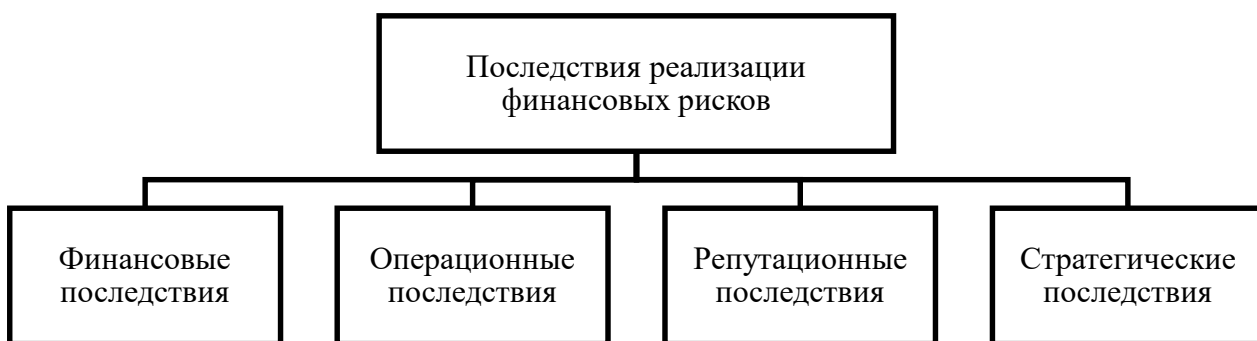 Последствия реализации
финансовых рисков
Финансовые
последствия
Операционные
последствия
Репутационные
последствия
Стратегические
последствия